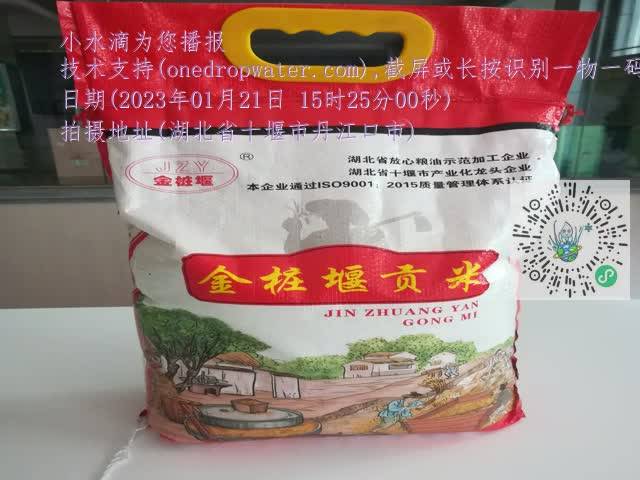 小水滴为您播报
技术支持(onedropwater.com),截屏或长按识别一物一码
日期(2023年01月21日 15时25分00秒)
拍摄地址(湖北省十堰市丹江口市)
JZY
®
金桩堰
湖北省放心粮油示范加工企业
湖北省十堰市产业化龙头企业
本企业通过ISO9001：2015质量管理体系认证
金桩堰贡米
JIN ZHUANG YAN
GONG MI